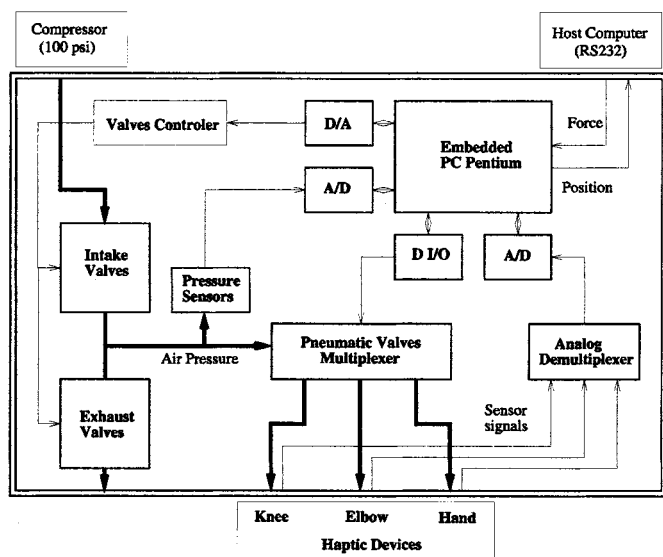 Compressor
(100 psi)
Host Computer
(RS232)
Valves Controler
D/A
Embedded
PC Pentium
Force
A/D
Position
Intake
Valves
Pressure
Sensors
D I/O
A/D
Air Pressure
Pneumatic Valves
Multiplexer
Analog
Demultiplexer
Exhaust
Valves
Sensor
signals
Knee
Elbow
Hand
Haptic Devices